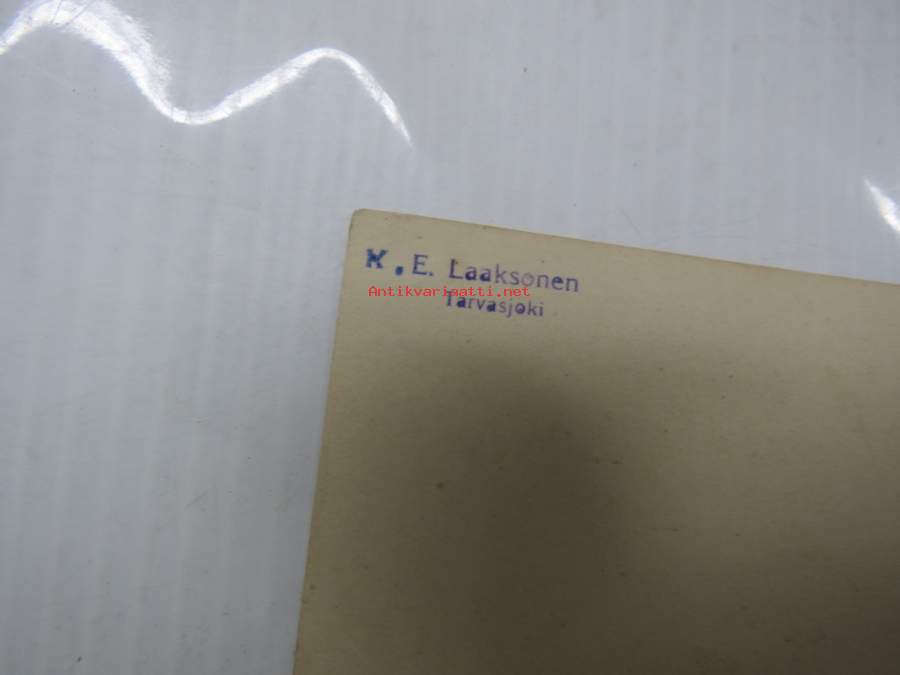 K. E. Laaksonen
Antikvariaatti.net
Tarvasjoki